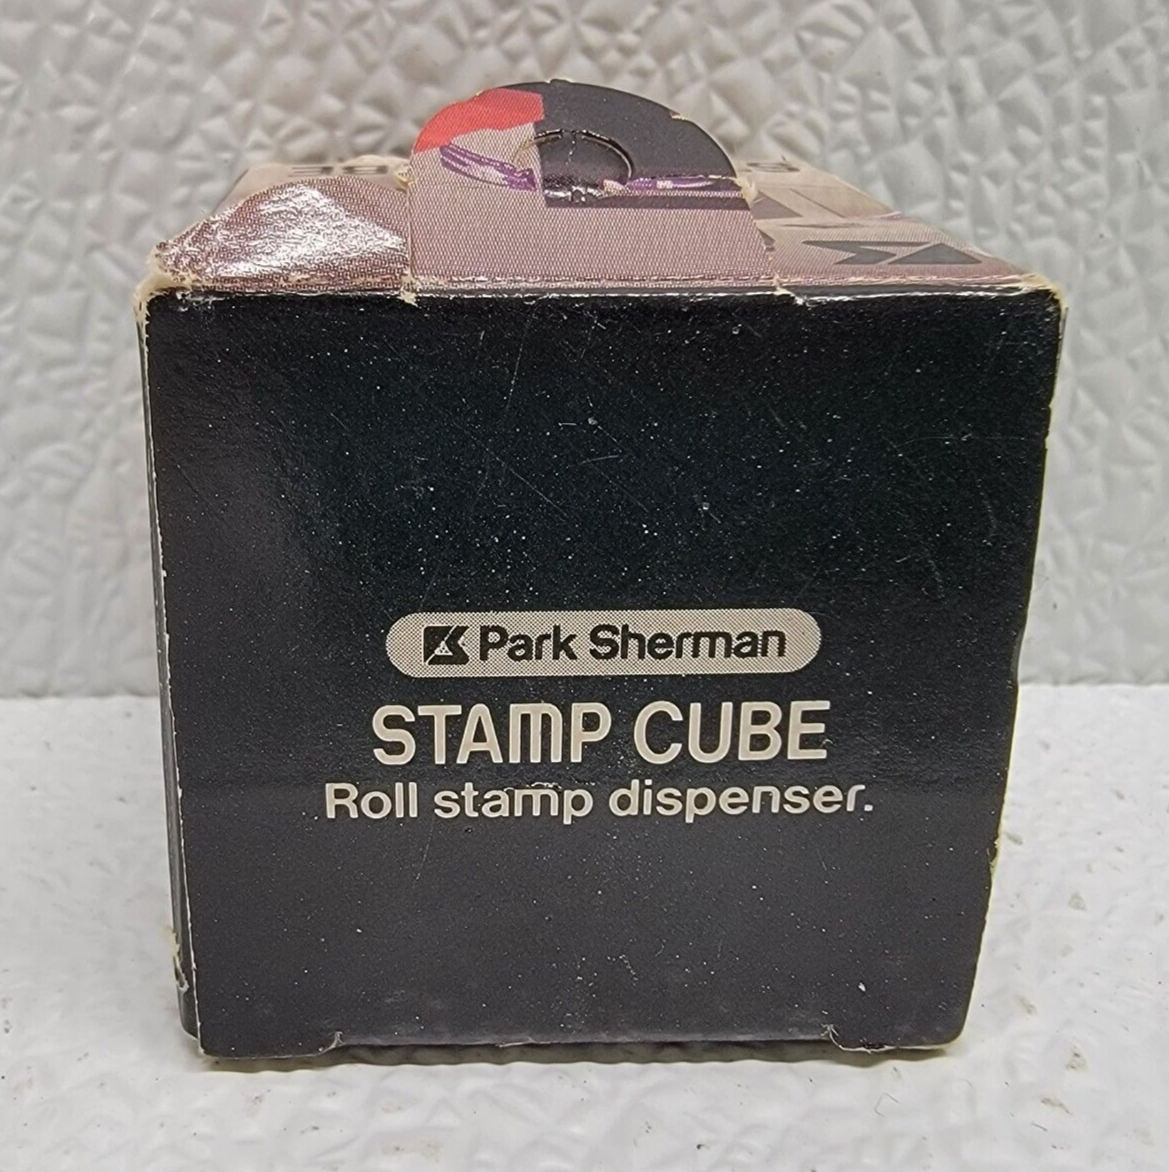 Park Sherman
STAMP CUBE
Roll stamp dispenser.